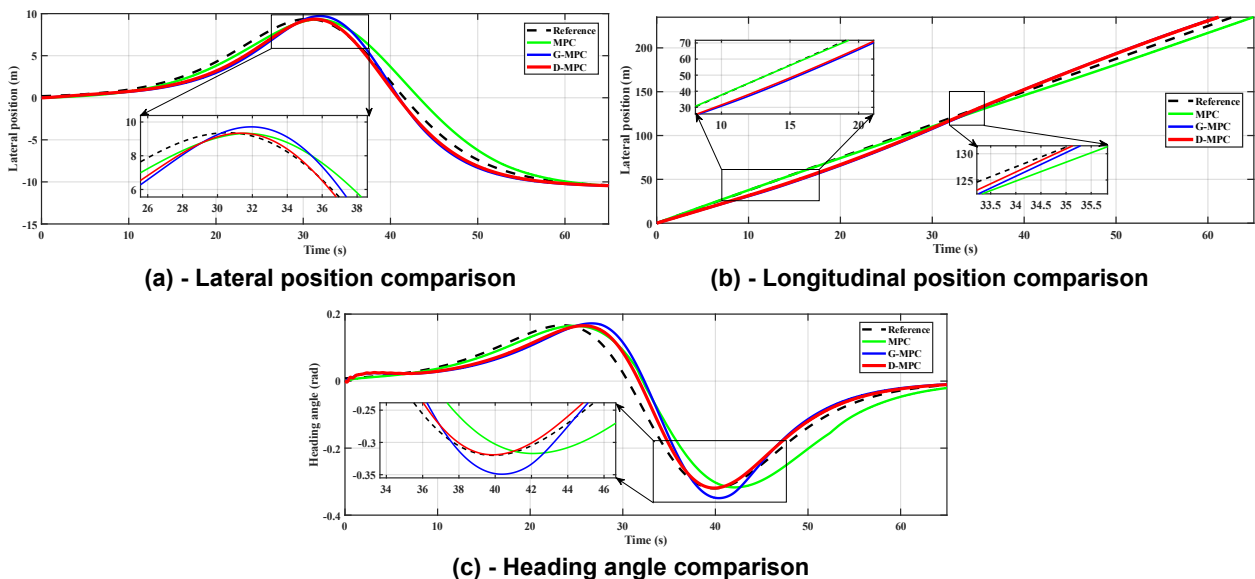 10
5
0
-5
-10
-15
Lateral position (m)
Reference
MPC
G-MPC
D-MPC
10
9
8
6
26 28 30 32 34 36 38
0 10 20 30 40 50 60
Time (s)
(a) - Lateral position comparison
200
150
100
50
0
Lateral position (m)
70
60
50
40
30
10 15 20
Reference
MPC
G-MPC
D-MPC
130
125
33.5 34 34.5 35 35.5
0 10 20 30 40 50 60
Time (s)
(b) - Longitudinal position comparison
0.2
0
-0.2
-0.4
Heading angle (rad)
Reference
MPC
G-MPC
D-MPC
-0.25
-0.3
-0.35
34 36 38 40 42 44 46
0 10 20 30 40 50 60
Time (s)
(c) - Heading angle comparison